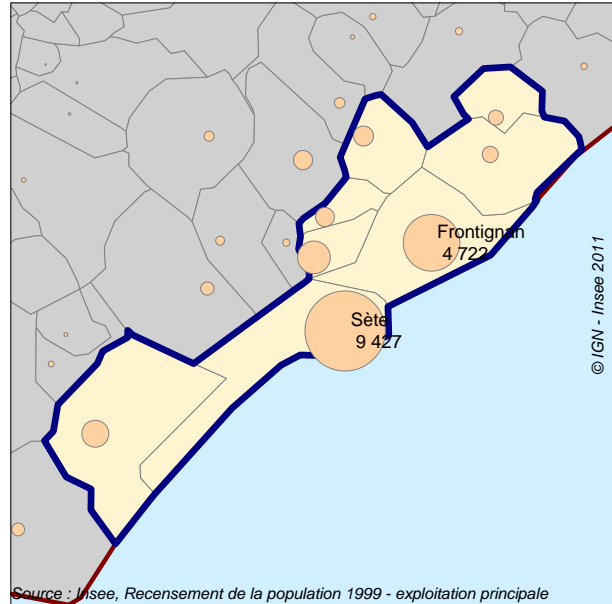 Frontignan
4 722
Sète
9 427
© IGN - Insee 2011
Source : Insee, Recensement de la population 1999 - exploitation principale